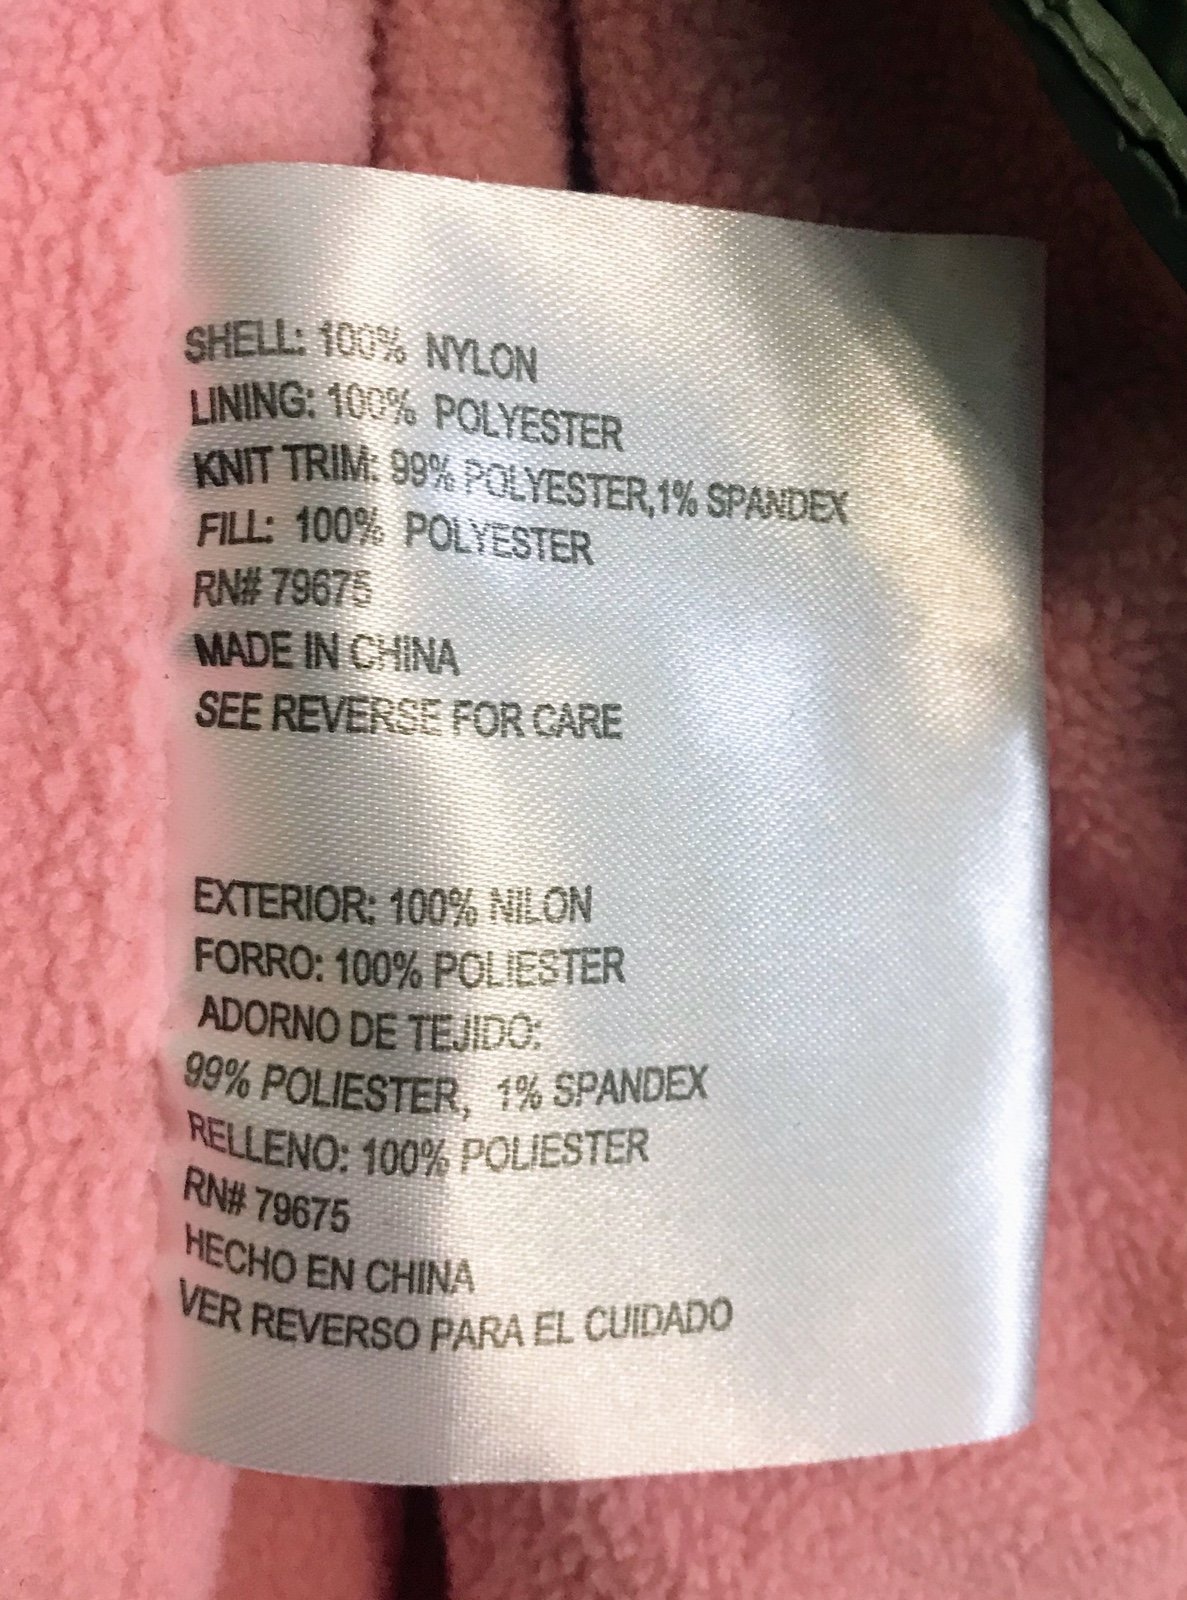 SHELL: 100% NYLON
LINING: 100% POLYESTER
KNIT TRIM: 99% POLYESTER,1% SPANDEX
FILL: 100% POLYESTER
RN# 79675
MADE IN CHINA
SEE REVERSE FOR CARE
EXTERIOR: 100% NILON
FORRO: 100% POLIESTER
ADORNO DE TEJIDO:
99% POLIESTER, 1% SPANDEX
RELLENO: 100% POLIESTER
RN# 79675
HECHO EN CHINA
VER REVERSO PARA EL CUIDADO